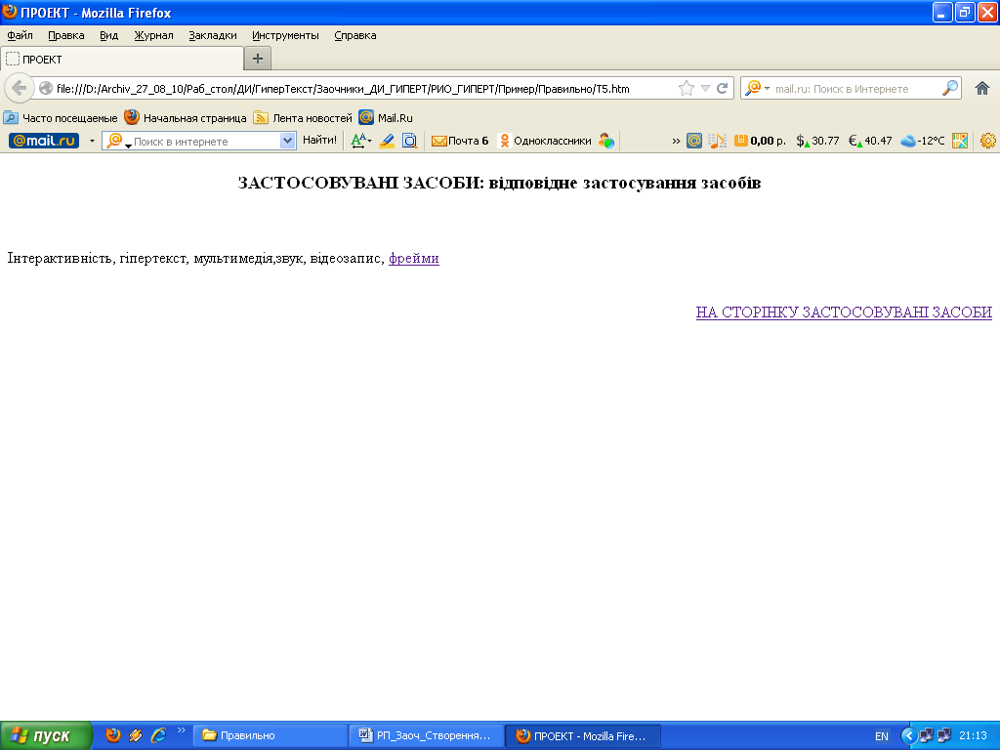 ПРОЕКТ - Mozilla Firefox
Файл Правка Вид Журнал Закладки Инструменты Справка
ПРОЕКТ +
file:///D:/Archiv_27_08_10/Раб_стол/ДИ/ГиперТекст/Заочники_ДИ_ГИПЕРТ/РИО_ГИПЕРТ/Пример/Правильно/T5.htm mail.ru: Поиск в Интернете
Часто посещаемые Начальная страница Лента новостей Mail.Ru
@mail.ru Поиск в интернете Найти! Почта 6 Одноклассники » 0,00 р. $ 30.77 € 40.47 -12°C
ЗАСТОСОВУВАНІ ЗАСОБИ: відповідне застосування засобів
Інтерактивність, гіпертекст, мультимедія,звук, відеозапис, фрейми
НА СТОРІНКУ ЗАСТОСОВУВАНІ ЗАСОБИ
пуск » Правильно РП_Заоч_Створення... ПРОЕКТ - Mozilla Fire... EN 21:13